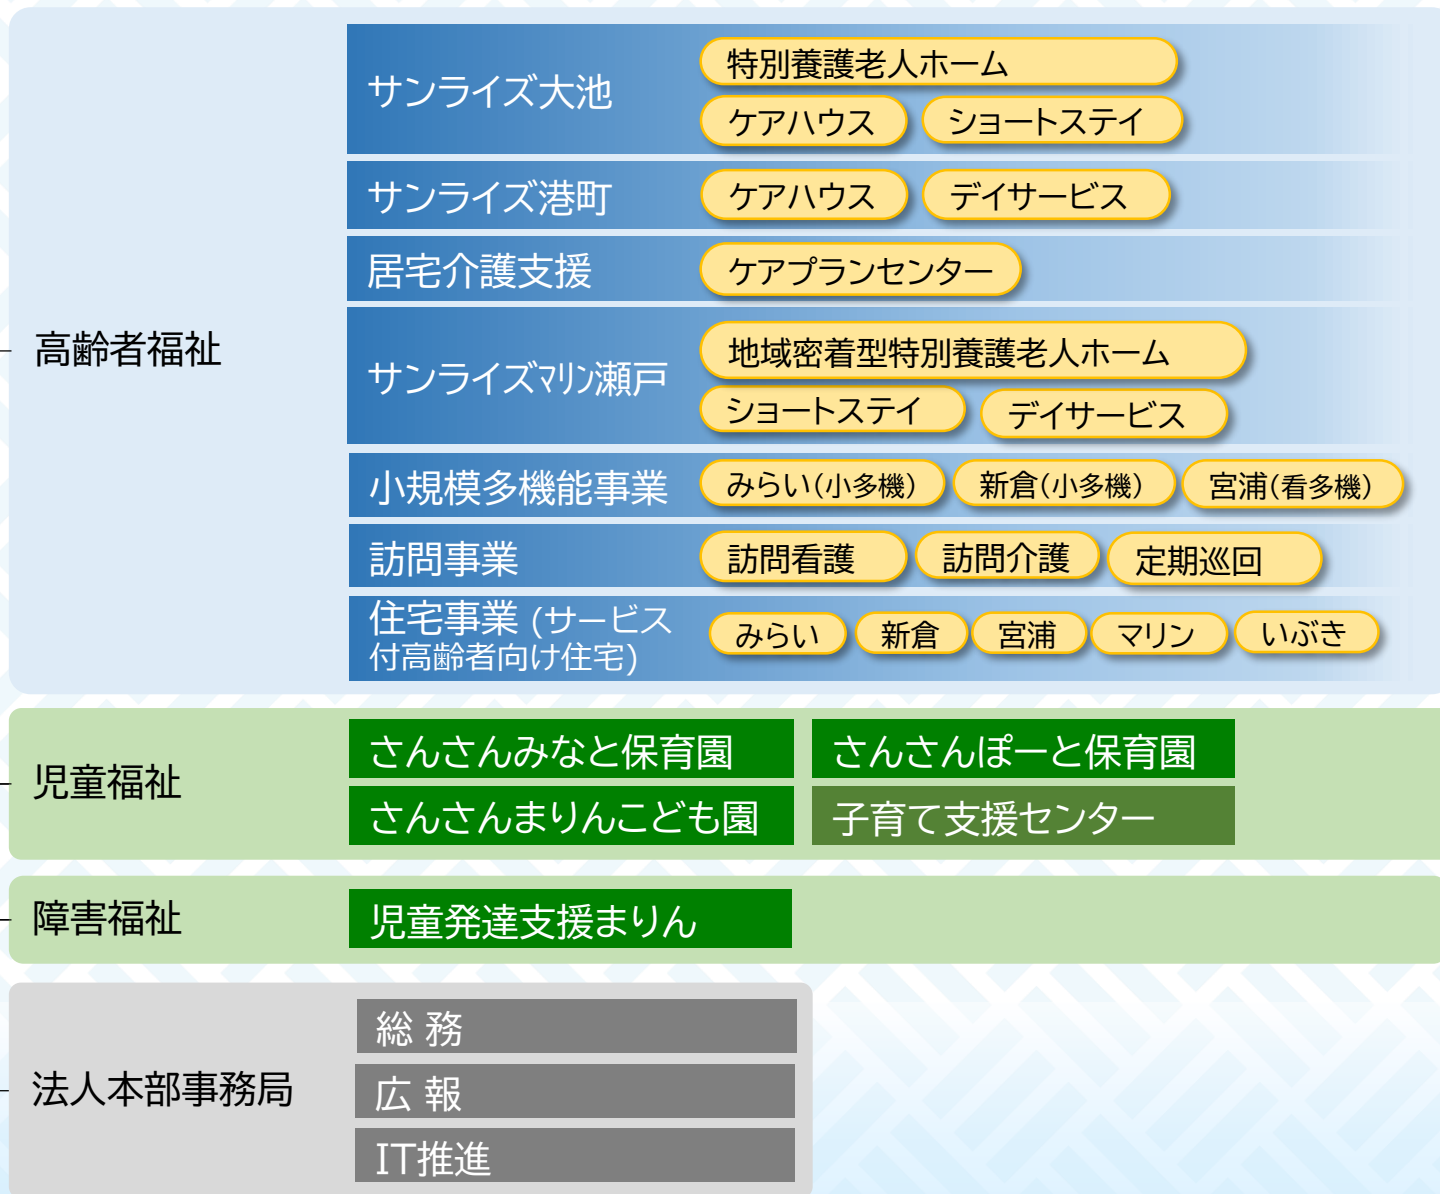 高齢者福祉
サンライズ大池
特別養護老人ホーム
ケアハウス
ショートステイ
サンライズ港町
ケアハウス
デイサービス
居宅介護支援
ケアプランセンター
サンライズﾏﾘﾝ瀬戸
地域密着型特別養護老人ホーム
ショートステイ
デイサービス
小規模多機能事業
みらい(小多機)
新倉(小多機)
宮浦(看多機)
訪問事業
訪問看護
訪問介護
定期巡回
住宅事業 (サービス
付高齢者向け住宅)
みらい
新倉
宮浦
マリン
いぶき
児童福祉
さんさんみなと保育園
さんさんぽーと保育園
さんさんまりんこども園
子育て支援センター
障害福祉
児童発達支援まりん
法人本部事務局
総 務
広 報
IT推進